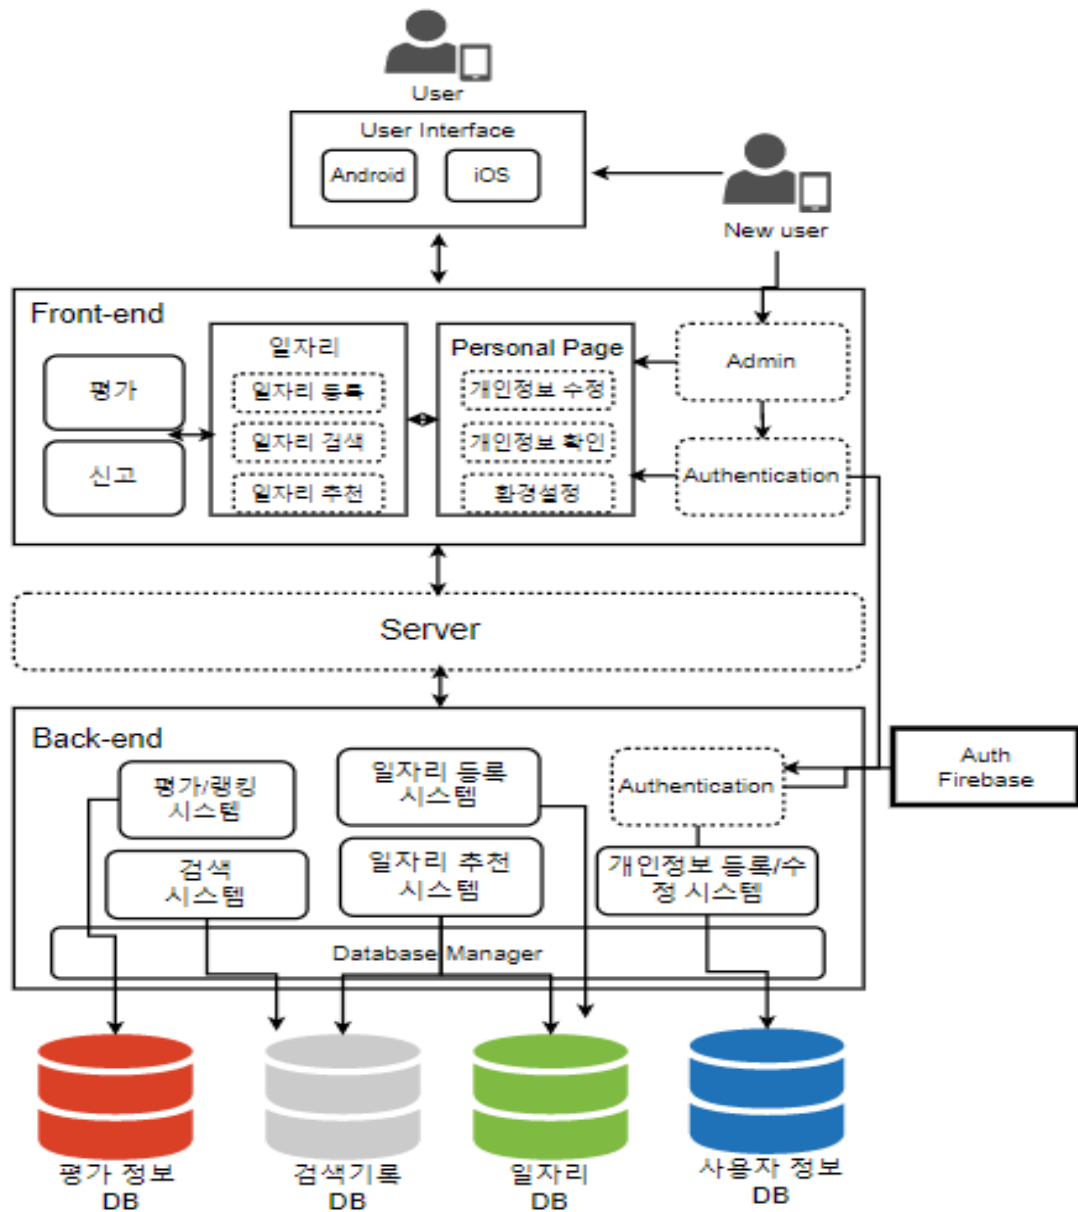 User
User Interface
Android
iOS
New user
Front-end
평가
신고
일자리
일자리 등록
일자리 검색
일자리 추천
Personal Page
개인정보 수정
개인정보 확인
환경설정
Admin
Authentication
Server
Back-end
평가/랭킹
시스템
검색
시스템
일자리 등록
시스템
일자리 추천
시스템
Authentication
개인정보 등록/수
정 시스템
Auth
Firebase
Database Manager
평가 정보
DB
검색기록
DB
일자리
DB
사용자 정보
DB